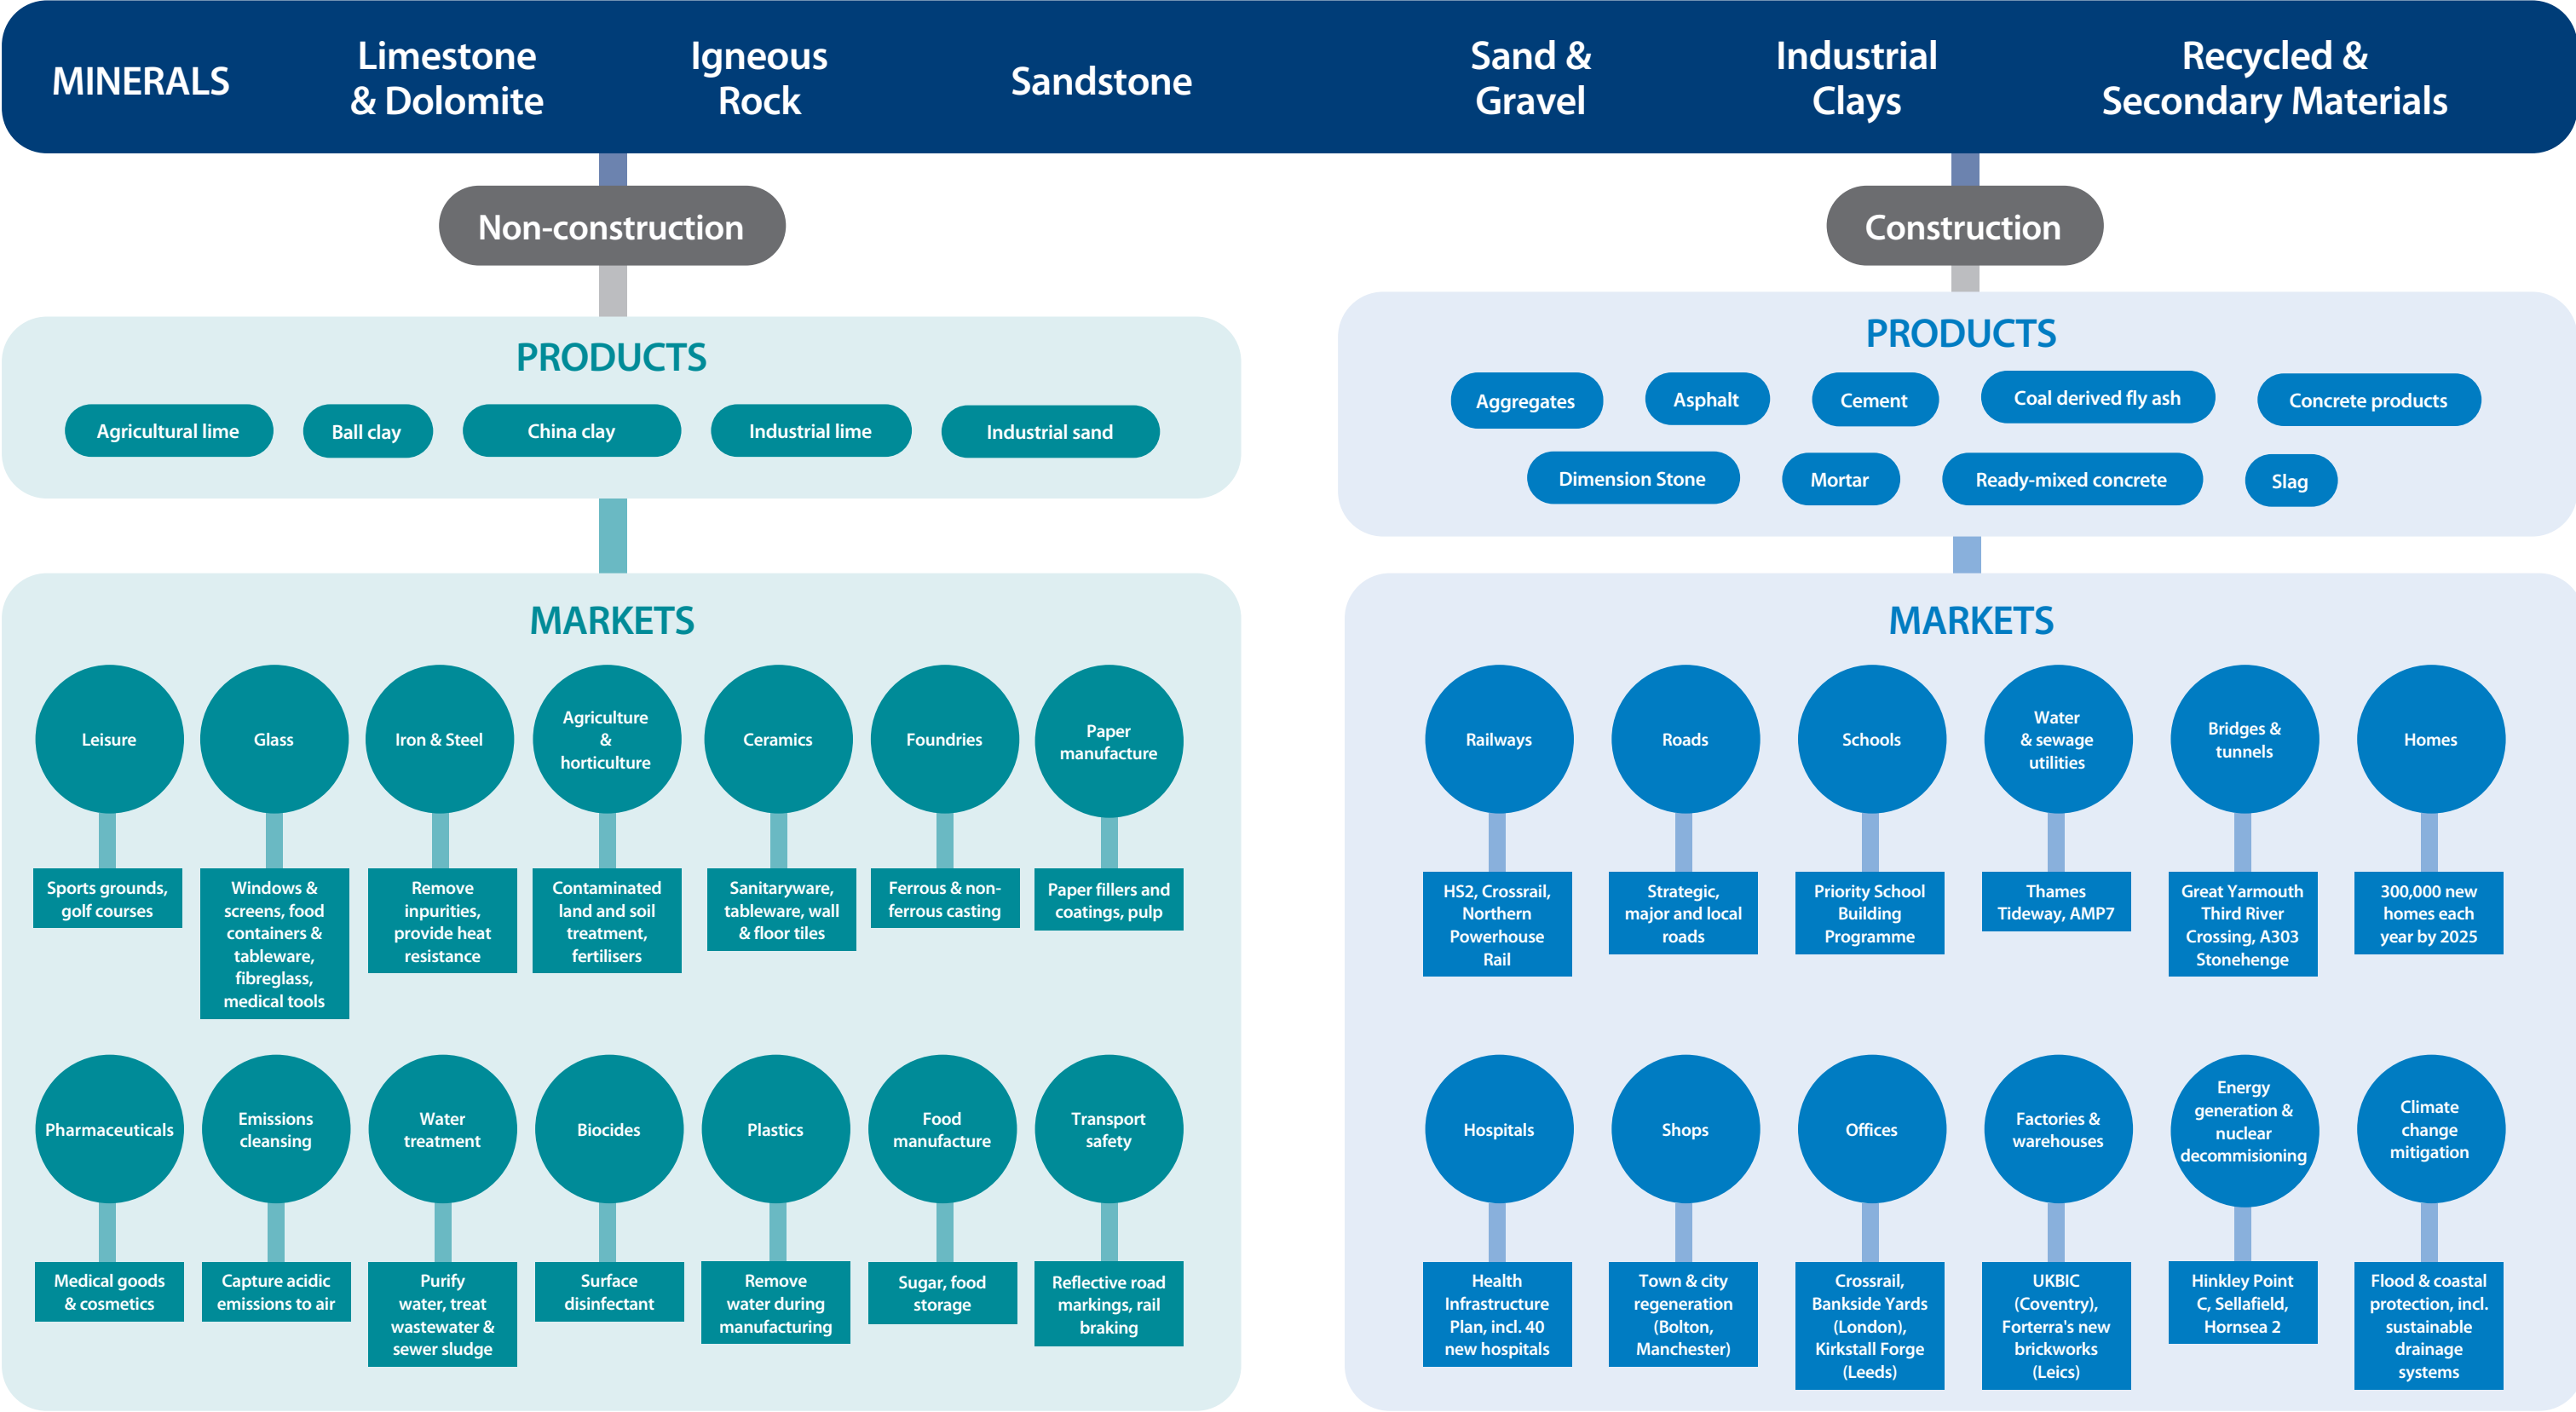 MINERALS
Limestone
& Dolomite
Igneous
Rock
Sandstone
Sand &
Gravel
Industrial
Clays
Recycled &
Secondary Materials
Non-construction
PRODUCTS
Agricultural lime
Ball clay
China clay
Industrial lime
Industrial sand
MARKETS
Leisure
Sports grounds,
golf courses
Glass
Windows &
screens, food
containers &
tableware,
fibreglass,
medical tools
Iron & Steel
Remove
inpurities,
provide heat
resistance
Agriculture
&
horticulture
Contaminated
land and soil
treatment,
fertilisers
Ceramics
Sanitaryware,
tableware, wall
& floor tiles
Foundries
Ferrous & non-
ferrous casting
Paper
manufacture
Paper fillers and
coatings, pulp
Pharmaceuticals
Medical goods
& cosmetics
Emissions
cleansing
Capture acidic
emissions to air
Water
treatment
Purify
water, treat
wastewater &
sewer sludge
Biocides
Surface
disinfectant
Plastics
Remove
water during
manufacturing
Food
manufacture
Sugar, food
storage
Transport
safety
Reflective road
markings, rail
braking
Construction
PRODUCTS
Aggregates
Asphalt
Cement
Coal derived fly ash
Concrete products
Dimension Stone
Mortar
Ready-mixed concrete
Slag
MARKETS
Railways
HS2, Crossrail,
Northern
Powerhouse
Rail
Roads
Strategic,
major and local
roads
Schools
Priority School
Building
Programme
Water
& sewage
utilities
Thames
Tideway, AMP7
Bridges &
tunnels
Great Yarmouth
Third River
Crossing, A303
Stonehenge
Homes
300,000 new
homes each
year by 2025
Hospitals
Health
Infrastructure
Plan, incl. 40
new hospitals
Shops
Town & city
regeneration
(Bolton,
Manchester)
Offices
Crossrail,
Bankside Yards
(London),
Kirkstall Forge
(Leeds)
Factories &
warehouses
UKBIC
(Coventry),
Forterra's new
brickworks
(Leics)
Energy
generation &
nuclear
decommisioning
Hinkley Point
C, Sellafield,
Hornsea 2
Climate
change
mitigation
Flood & coastal
protection, incl.
sustainable
drainage
systems